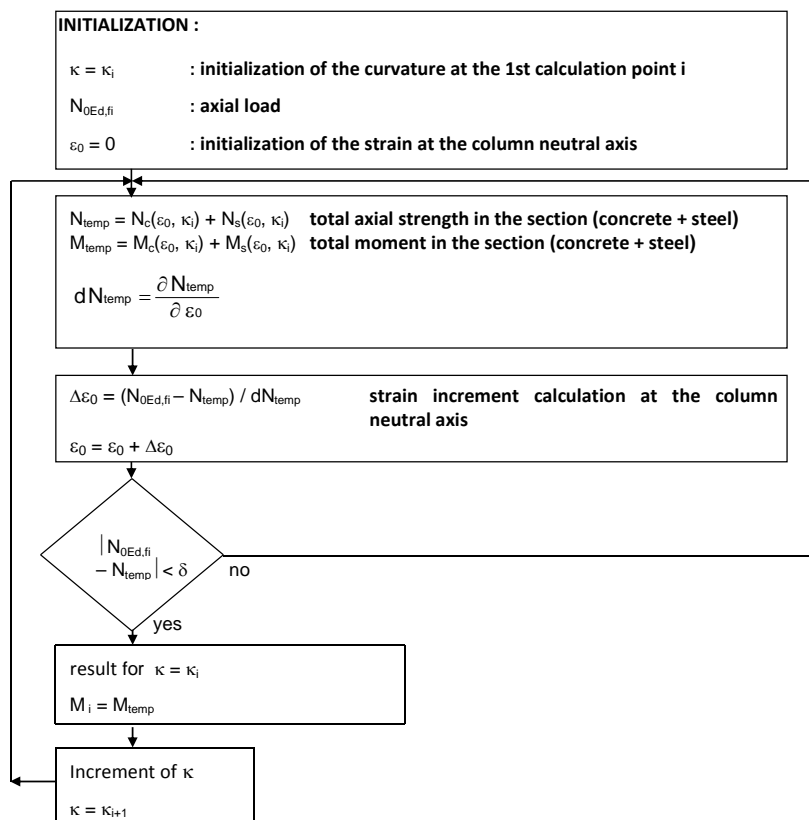 INITIALIZATION :
κ = κi : initialization of the curvature at the 1st calculation point i
N0Ed,fi : axial load
ε0 = 0 : initialization of the strain at the column neutral axis
Ntemp = Nc(ε0, κi) + Ns(ε0, κi) total axial strength in the section (concrete + steel)
Mtemp = Mc(ε0, κi) + Ms(ε0, κi) total moment in the section (concrete + steel)
dNtemp = ∂ Ntemp / ∂ ε0
Δε0 = (N0Ed,fi − Ntemp) / dNtemp strain increment calculation at the column
neutral axis
ε0 = ε0 + Δε0
|N0Ed,fi
− Ntemp| < δ no
yes
result for κ = κi
Mi = Mtemp
Increment of κ
κ = κi+1